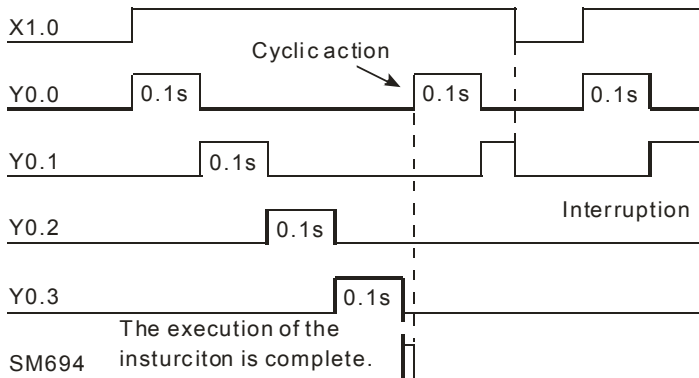 X1.0
Cyclic action
Y0.0 0.1s 0.1s 0.1s
Y0.1 0.1s
Interruption
Y0.2 0.1s
Y0.3 0.1s
The execution of the
insturciton is complete.
SM694